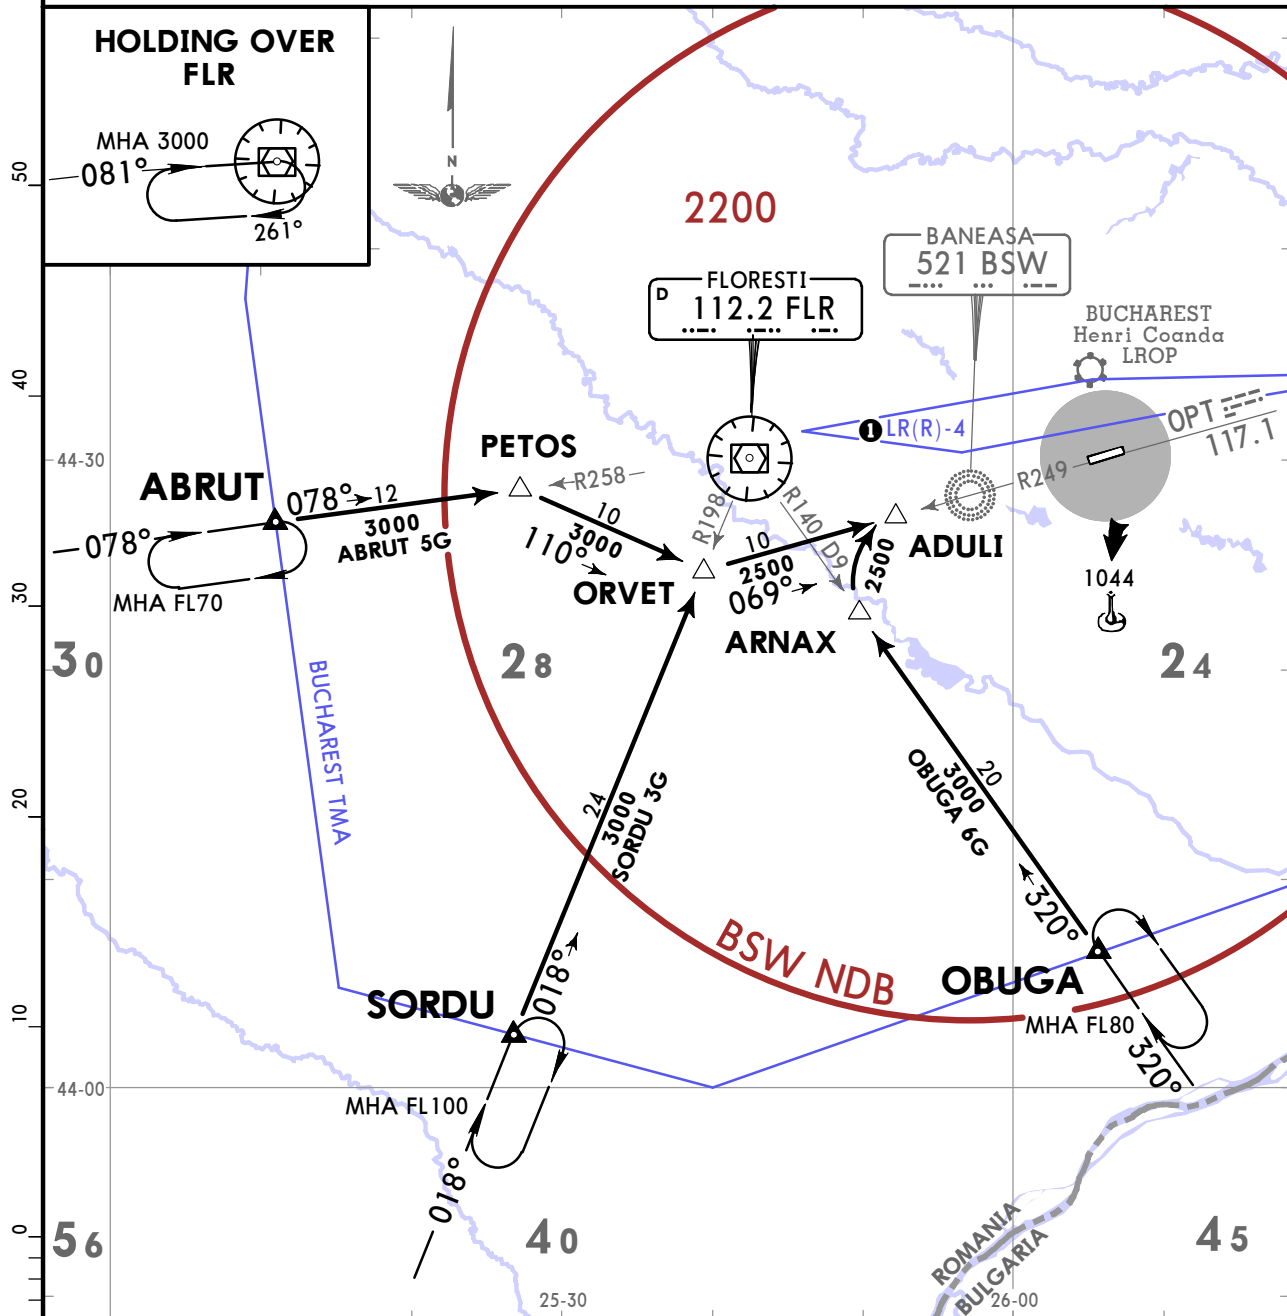 HOLDING OVER
FLR
MHA 3000
081°
261°
N
2200
BANEASA
521 BSW
FLORESTI
D
112.2 FLR
BUCHAREST
Henri Coanda
LROP
1 LR(R)-4
OPT
117.1
R249
50
40
30
20
10
0
44-30
44-00
PETOS
R258
ABRUT
078° 12
3000
ABRUT 5G
078°
MHA FL70
10
3000
110°
R198
R140 D9
ORVET
10
2500
069°
2500
ADULI
ARNAX
1044
30
28
24
BUCHAREST TMA
24
3000
SORDU 3G
20
3000
OBUGA 6G
320°
BSW NDB
OBUGA
MHA FL80
320°
SORDU
018°
MHA FL100
018°
56
40
45
ROMANIA
BULGARIA
25-30
26-00